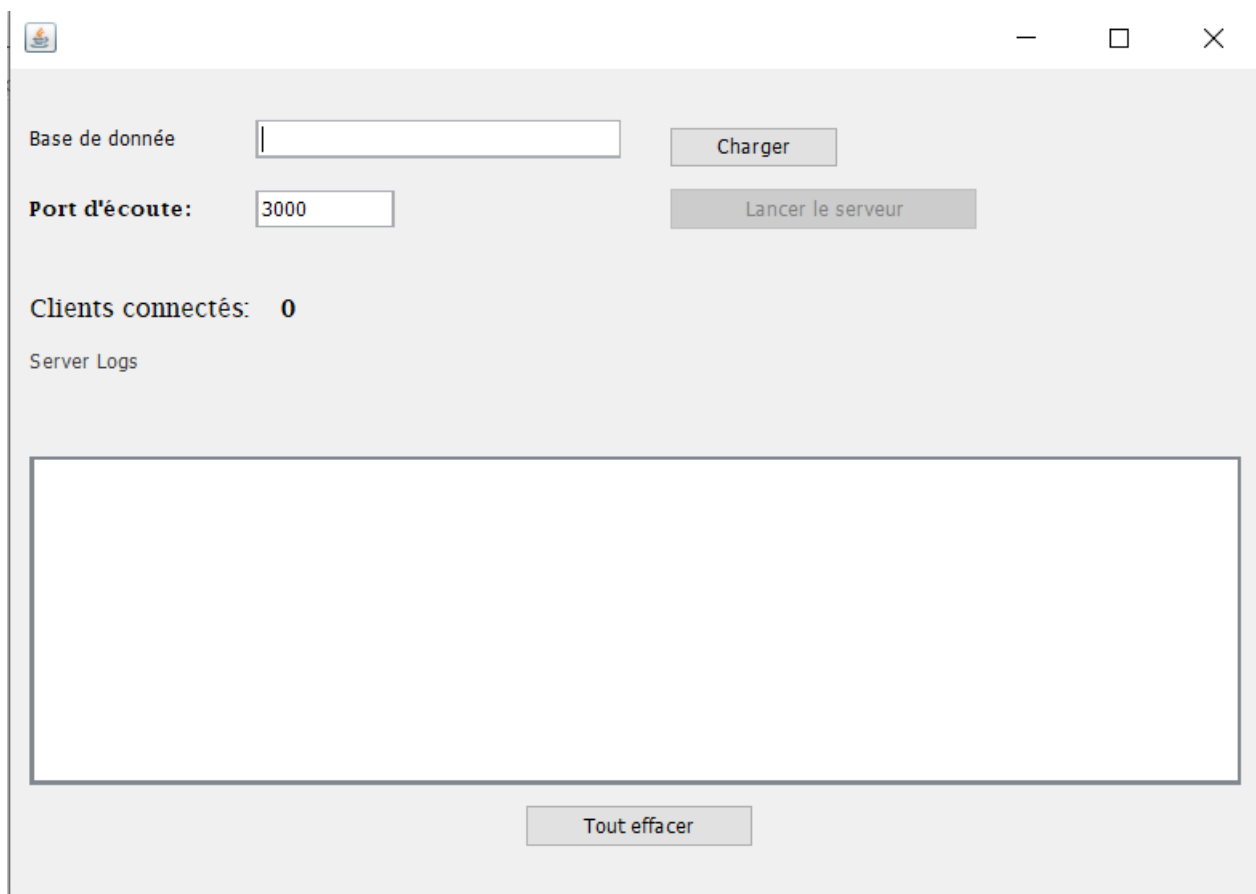 Base de donnée
Charger
Port d'écoute:
3000
Lancer le serveur
Clients connectés: 0
Server Logs
Tout effacer